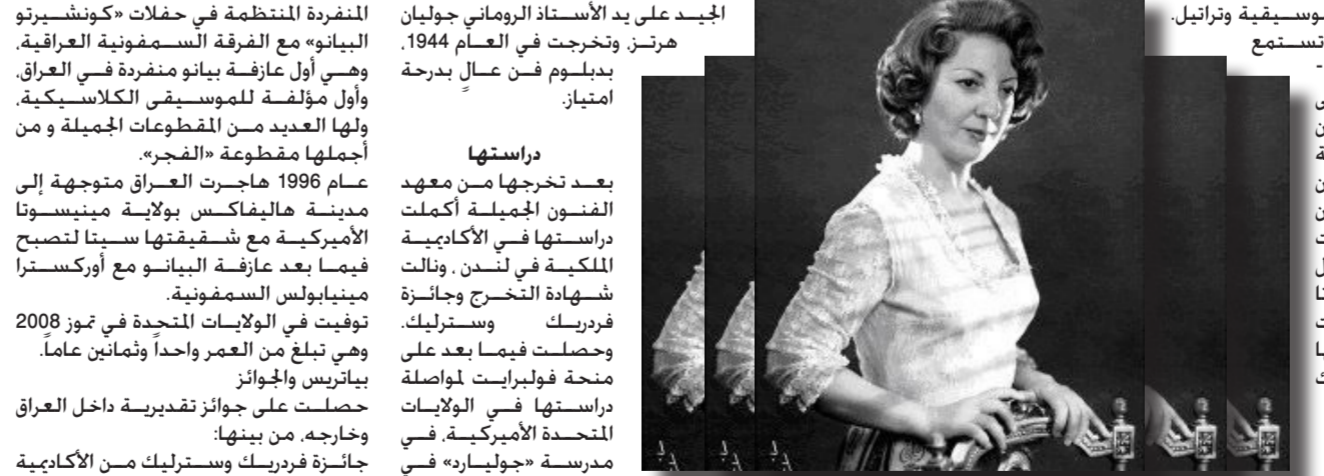 ـوسـيقية وتراتيل.
تستمع
الجيد على يد الأستاذ الروماني جوليان
هرتز، وتخرجت في العام 1944،
بدبلوم فن عالٍ بدرجة
امتياز.
دراستها
بعد تخرجها من معهد
الفنون الجميلة أكملت
دراستها في الأكاديمية
الملكية في لندن ، ونالت
شهادة التخرج وجائزة
فردريك وسترليك.
وحصلت فيما بعد على
منحة فولبرايت لمواصلة
دراستها في الولايات
المتحدة الأميركية، في
مدرسة «جوليارد» في
المنفردة المنتظمة في حفلات «كونشيرتو
البيانو» مع الفرقة السمفونية العراقية،
وهي أول عازفة بيانو منفردة في العراق،
وأول مؤلفة للموسيقى الكلاسيكية،
ولها العديد من المقطوعات الجميلة و من
أجملها مقطوعة «الفجر».
عام 1996 هاجرت العراق متوجهة إلى
مدينة هاليفاكس بولاية مينيسوتا
الأميركية مع شقيقتها سيتا لتصبح
فيما بعد عازفة البيانو مع أوركسترا
مينيابولس السمفونية.
توفيت في الولايات المتحدة في تموز 2008
وهي تبلغ من العمر واحداً وثمانين عاماً.
بياتريس والجوائز
حصلت على جوائز تقديرية داخل العراق
وخارجه، من بينها:
جائزة فردريك وسترليك من الأكاديمية